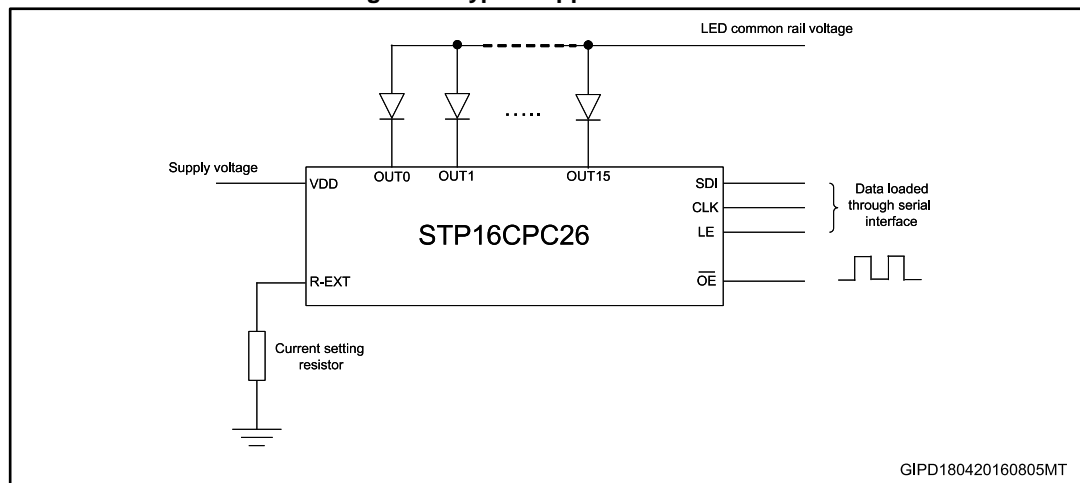 LED common rail voltage
.....
Supply voltage
VDD
OUT0
OUT1
OUT15
SDI
CLK
LE
OE
Data loaded
through serial
interface
STP16CPC26
R-EXT
Current setting
resistor
GIPD180420160805MT